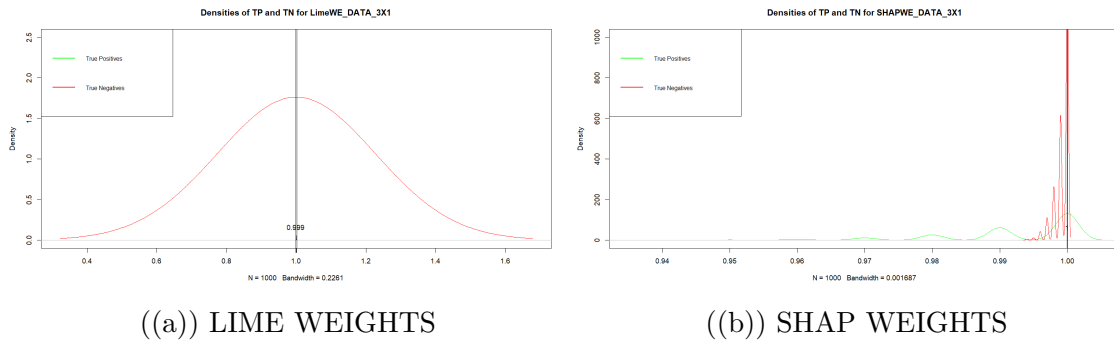 Densities of TP and TN for LimeWE_DATA_3X1
True Positives
True Negatives
Density
0.0
0.5
1.0
1.5
2.0
2.5
0.999
0.4
0.6
0.8
1.0
1.2
1.4
1.6
N = 1000 Bandwidth = 0.2261
((a)) LIME WEIGHTS
Densities of TP and TN for SHAPWE_DATA_3X1
True Positives
True Negatives
Density
0
200
400
600
800
1000
0.94
0.95
0.96
0.97
0.98
0.99
1.00
N = 1000 Bandwidth = 0.001687
((b)) SHAP WEIGHTS